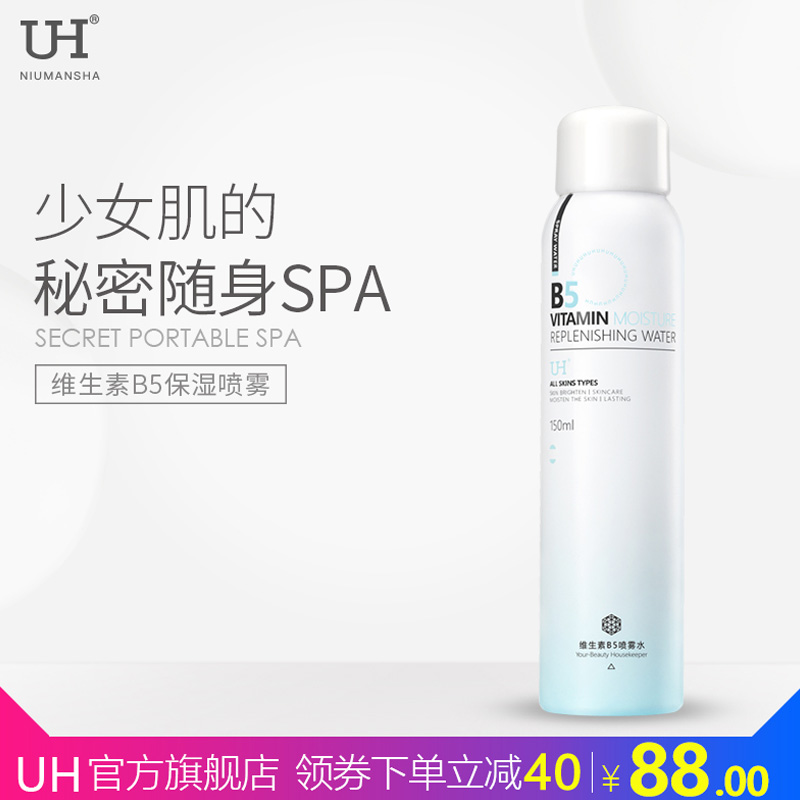 UH®
NIUMANSHA
少女肌的
秘密随身SPA
SECRET PORTABLE SPA
维生素B5保湿喷雾
SPRAY WATER
B5
VITAMIN MOISTURE
REPLENISHING WATER
UH
ALL SKINS TYPES
SKIN BRIGHTEN | SKINCARE
MOISTEN THE SKIN | LASTING
150ml
维生素B5喷雾水
Your-Beauty Housekeeper
UH官方旗舰店 领券下单立减40 ¥88.00